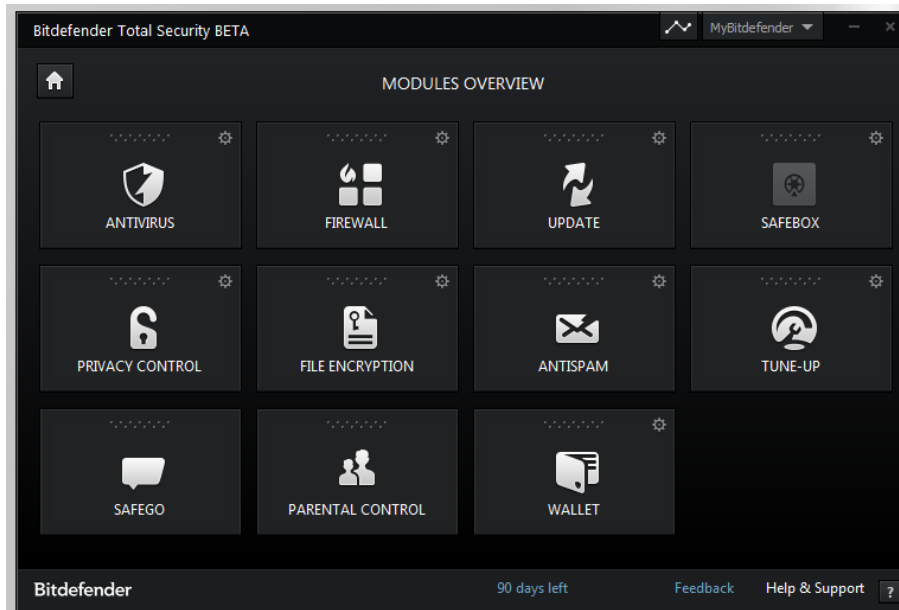 Bitdefender Total Security BETA
MyBitdefender
MODULES OVERVIEW
ANTIVIRUS
FIREWALL
UPDATE
SAFEBOX
PRIVACY CONTROL
FILE ENCRYPTION
ANTISPAM
TUNE-UP
SAFEGO
PARENTAL CONTROL
WALLET
Bitdefender
90 days left
Feedback
Help & Support
?